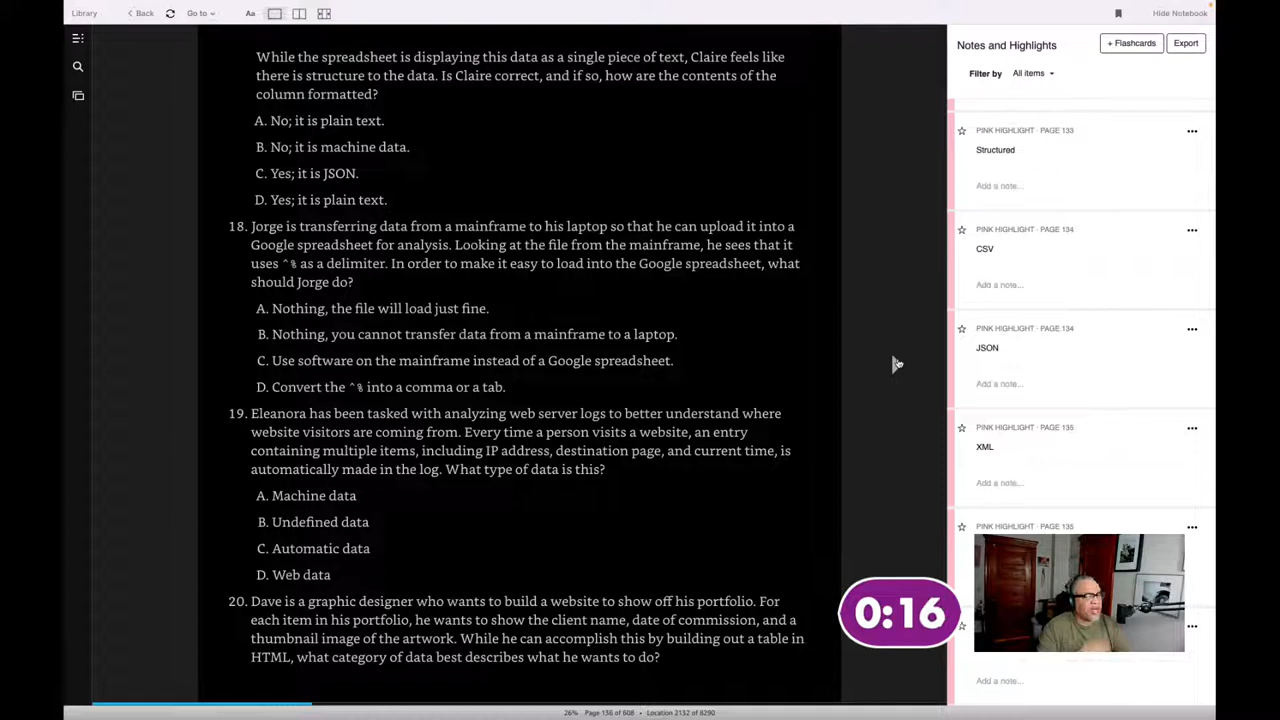 Library
Back
Go to
Aa
Hide Notebook
While the spreadsheet is displaying this data as a single piece of text, Claire feels like
there is structure to the data. Is Claire correct, and if so, how are the contents of the
column formatted?
A. No; it is plain text.
B. No; it is machine data.
C. Yes; it is JSON.
D. Yes; it is plain text.
18. Jorge is transferring data from a mainframe to his laptop so that he can upload it into a
Google spreadsheet for analysis. Looking at the file from the mainframe, he sees that it
uses ^% as a delimiter. In order to make it easy to load into the Google spreadsheet, what
should Jorge do?
A. Nothing, the file will load just fine.
B. Nothing, you cannot transfer data from a mainframe to a laptop.
C. Use software on the mainframe instead of a Google spreadsheet.
D. Convert the ^% into a comma or a tab.
19. Eleanora has been tasked with analyzing web server logs to better understand where
website visitors are coming from. Every time a person visits a website, an entry
containing multiple items, including IP address, destination page, and current time, is
automatically made in the log. What type of data is this?
A. Machine data
B. Undefined data
C. Automatic data
D. Web data
20. Dave is a graphic designer who wants to build a website to show off his portfolio. For
each item in his portfolio, he wants to show the client name, date of commission, and a
thumbnail image of the artwork. While he can accomplish this by building out a table in
HTML, what category of data best describes what he wants to do?
Notes and Highlights
+ Flashcards
Export
Filter by All items
PINK HIGHLIGHT · PAGE 133
Structured
Add a note...
PINK HIGHLIGHT · PAGE 134
CSV
Add a note...
PINK HIGHLIGHT · PAGE 134
JSON
Add a note...
PINK HIGHLIGHT · PAGE 135
XML
Add a note...
PINK HIGHLIGHT · PAGE 135
Add a note...
0:16
26% Page 136 of 608 • Location 2132 of 8290